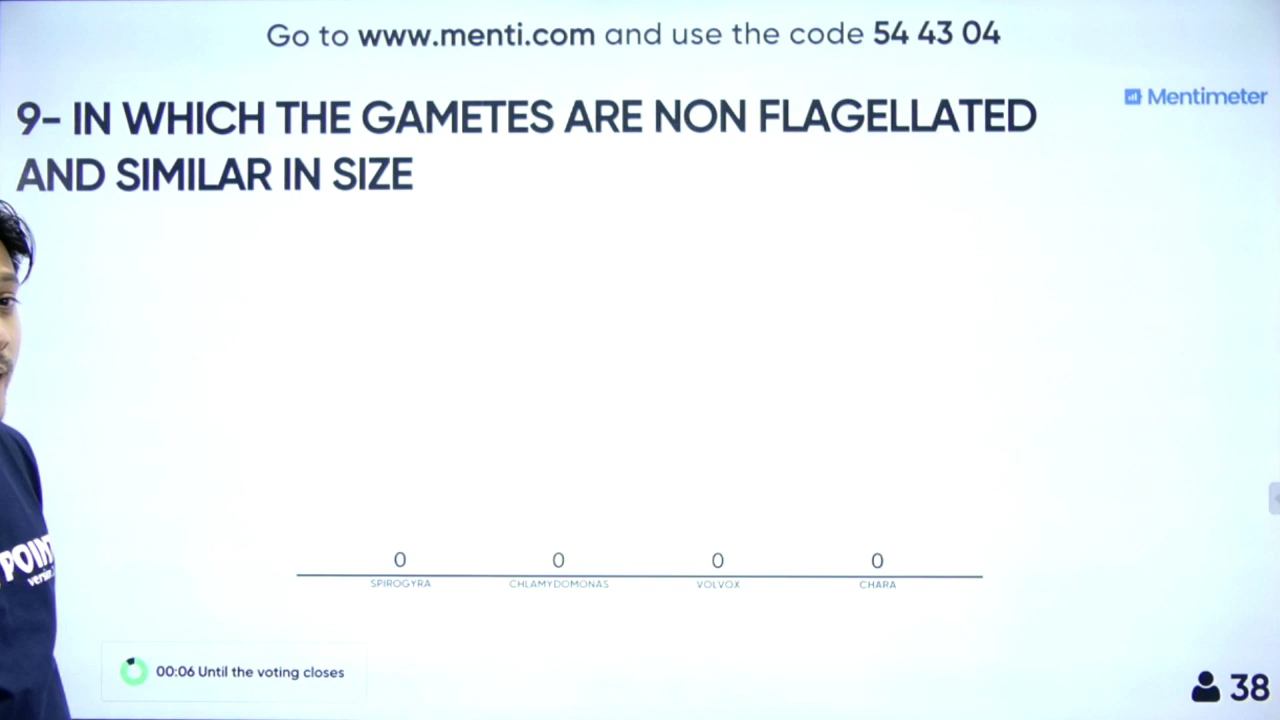 Go to www.menti.com and use the code 54 43 04
Mentimeter
9- IN WHICH THE GAMETES ARE NON FLAGELLATED
AND SIMILAR IN SIZE
0 0 0 0
SPIROGYRA CHLAMYDOMONAS VOLVOX CHARA
POINT
00:06 Until the voting closes
38